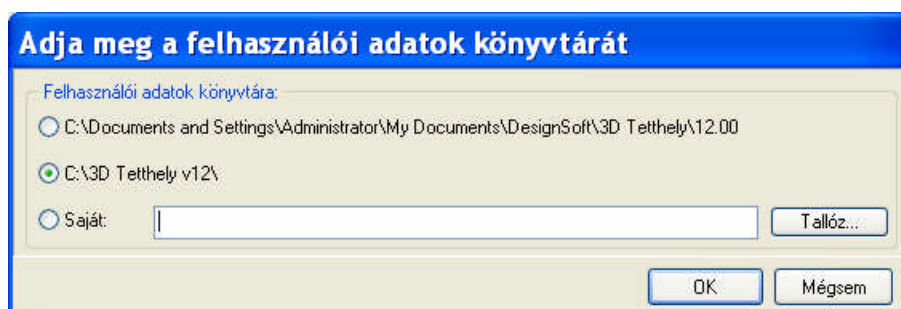 Adja meg a felhasználói adatok könyvtárát
Felhasználói adatok könyvtára:
C:\Documents and Settings\Administrator\My Documents\DesignSoft\3D Tetthely\12.00
C:\3D Tetthely v12\
Saját:
Tallóz...
OK
Mégsem